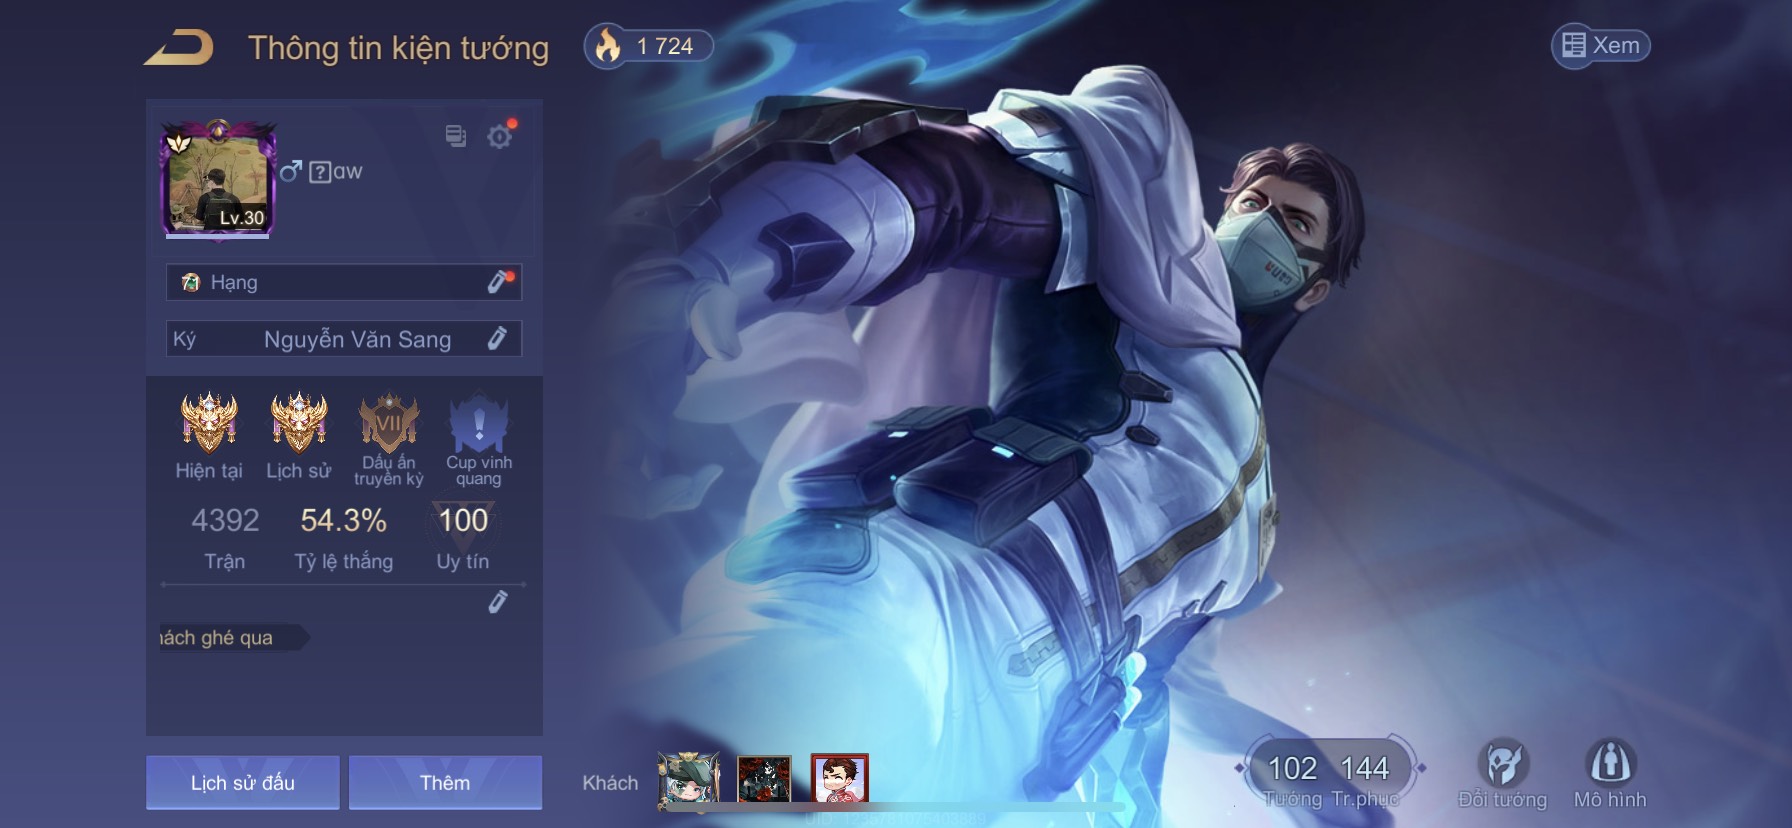 Thông tin kiện tướng
1 724
Xem
Lv.30
aw
Hạng
Ký
Nguyễn Văn Sang
VII
Hiện tại
Lịch sử
Dấu ấn
truyền kỳ
Cup vinh
quang
4392
54.3%
100
Trận
Tỷ lệ thắng
Uy tín
hách ghé qua
Lịch sử đấu
Thêm
Khách
102
144
Tướng
Tr.phục
Đổi tướng
Mô hình